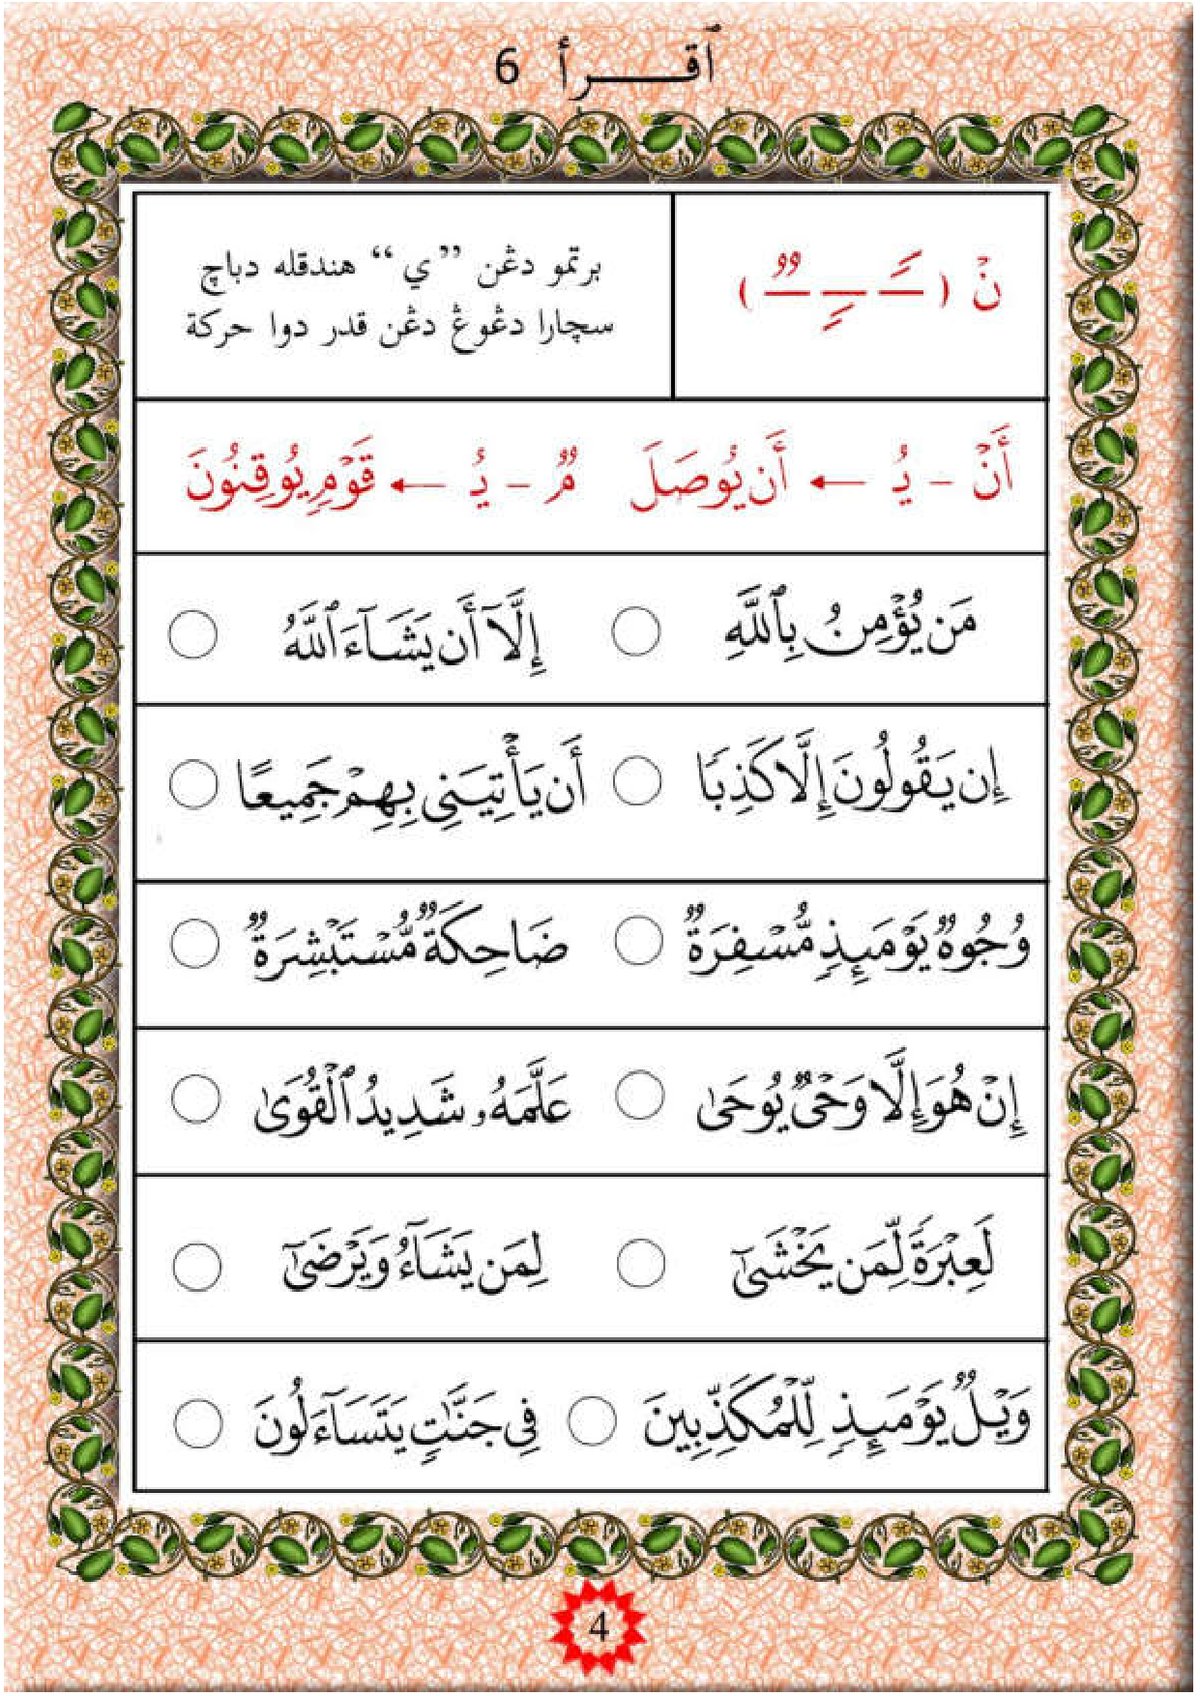 ٱقـــرأ 6
نْ ( ـًـ ـٍـ ـٌـ )
برتمو دڠن ”ي“ هندقله دباچ
سچارا دڠوڠ دڠن قدر دوا حركة
أَنْ - يُ ← أَن يُوصَلَ مٌ - يُ ← قَوْمٍ يُوقِنُونَ
مَن يُؤْمِنُ بِٱللَّهِ ○ إِلَّآ أَن يَشَآءَ ٱللَّهُ ○
إِن يَقُولُونَ إِلَّا كَذِبًا ○ أَن يَأْتِيَنِى بِهِمْ جَمِيعًا ○
وُجُوهٌ يَوْمَئِذٍ مُّسْفِرَةٌ ○ ضَاحِكَةٌ مُّسْتَبْشِرَةٌ ○
إِنْ هُوَ إِلَّا وَحْىٌ يُوحَىٰ ○ عَلَّمَهُۥ شَدِيدُ ٱلْقُوَىٰ ○
لَعِبْرَةً لِّمَن يَخْشَىٰٓ ○ لِمَن يَشَآءُ وَيَرْضَىٰٓ ○
وَيْلٌ يَوْمَئِذٍ لِّلْمُكَذِّبِينَ ○ فِى جَنَّٰتٍ يَتَسَآءَلُونَ ○
4